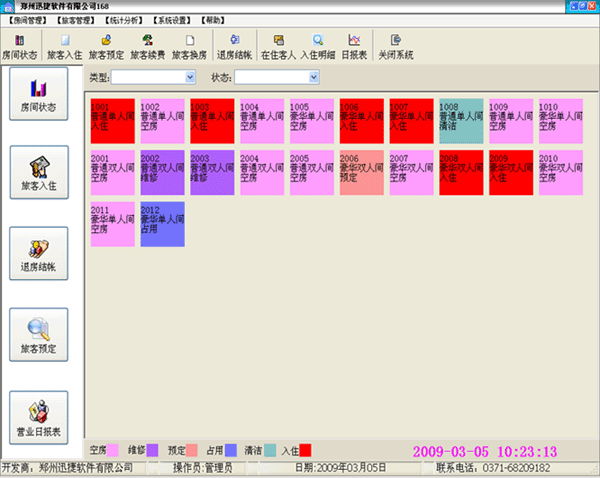 郑州迅捷软件有限公司168
【房间管理】 【旅客管理】 【统计分析】 【系统设置】 【帮助】
房间状态 旅客入住 旅客预定 旅客续费 旅客换房 退房结帐 在住客人 入住明细 日报表 关闭系统
类型: 状态:
房间状态
旅客入住
退房结帐
旅客预定
营业日报表
1001 普通单人间 入住
1002 普通单人间 空房
1003 普通单人间 入住
1004 普通单人间 空房
1005 豪华单人间 空房
1006 豪华单人间 入住
1007 豪华单人间 入住
1008 普通单人间 清洁
1009 普通单人间 空房
1010 豪华单人间 空房
2001 普通双人间 空房
2002 普通双人间 维修
2003 普通双人间 维修
2004 普通双人间 空房
2005 普通双人间 空房
2006 豪华双人间 预定
2007 豪华双人间 空房
2008 豪华双人间 入住
2009 豪华双人间 入住
2010 豪华双人间 空房
2011 豪华单人间 空房
2012 豪华单人间 占用
空房 维修 预定 占用 清洁 入住
2009-03-05 10:23:13
开发商: 郑州迅捷软件有限公司 操作员:管理员 日期:2009年03月05日 联系电话: 0371-68209182